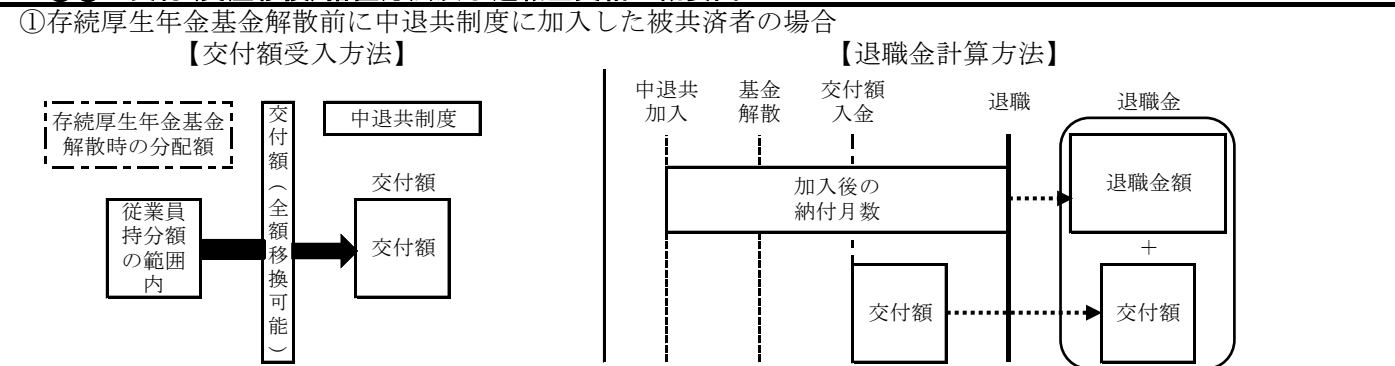 ①存続厚生年金基金解散前に中退共制度に加入した被共済者の場合
【交付額受入方法】
存続厚生年金基金
解散時の分配額
従業員
持分額
の範囲
内
交付額(全額移換可能)
中退共制度
交付額
交付額
【退職金計算方法】
中退共
加入
基金
解散
交付額
入金
退職
退職金
加入後の
納付月数
退職金額
+
交付額
交付額